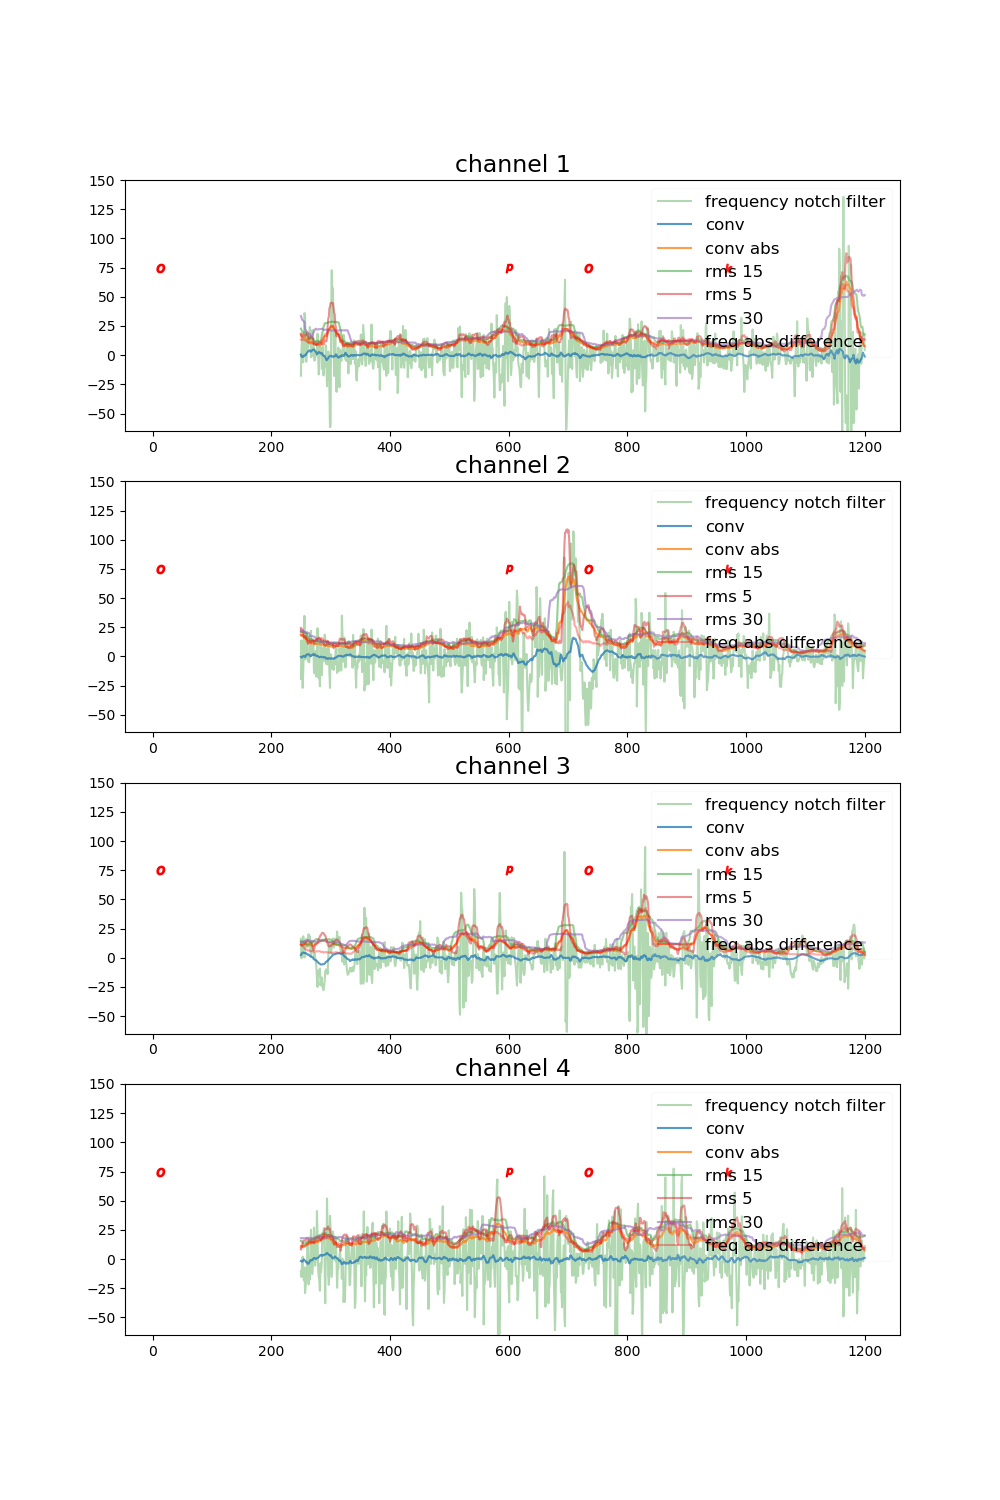 channel 1
150
125
100
75
50
25
0
−25
−50
o p o
frequency notch filter
conv
conv abs
rms 15
rms 5
rms 30
freq abs difference
0 200 400 600 800 1000 1200
channel 2
150
125
100
75
50
25
0
−25
−50
o p o
frequency notch filter
conv
conv abs
rms 15
rms 5
rms 30
freq abs difference
0 200 400 600 800 1000 1200
channel 3
150
125
100
75
50
25
0
−25
−50
o p o
frequency notch filter
conv
conv abs
rms 15
rms 5
rms 30
freq abs difference
0 200 400 600 800 1000 1200
channel 4
150
125
100
75
50
25
0
−25
−50
o p o
frequency notch filter
conv
conv abs
rms 15
rms 5
rms 30
freq abs difference
0 200 400 600 800 1000 1200